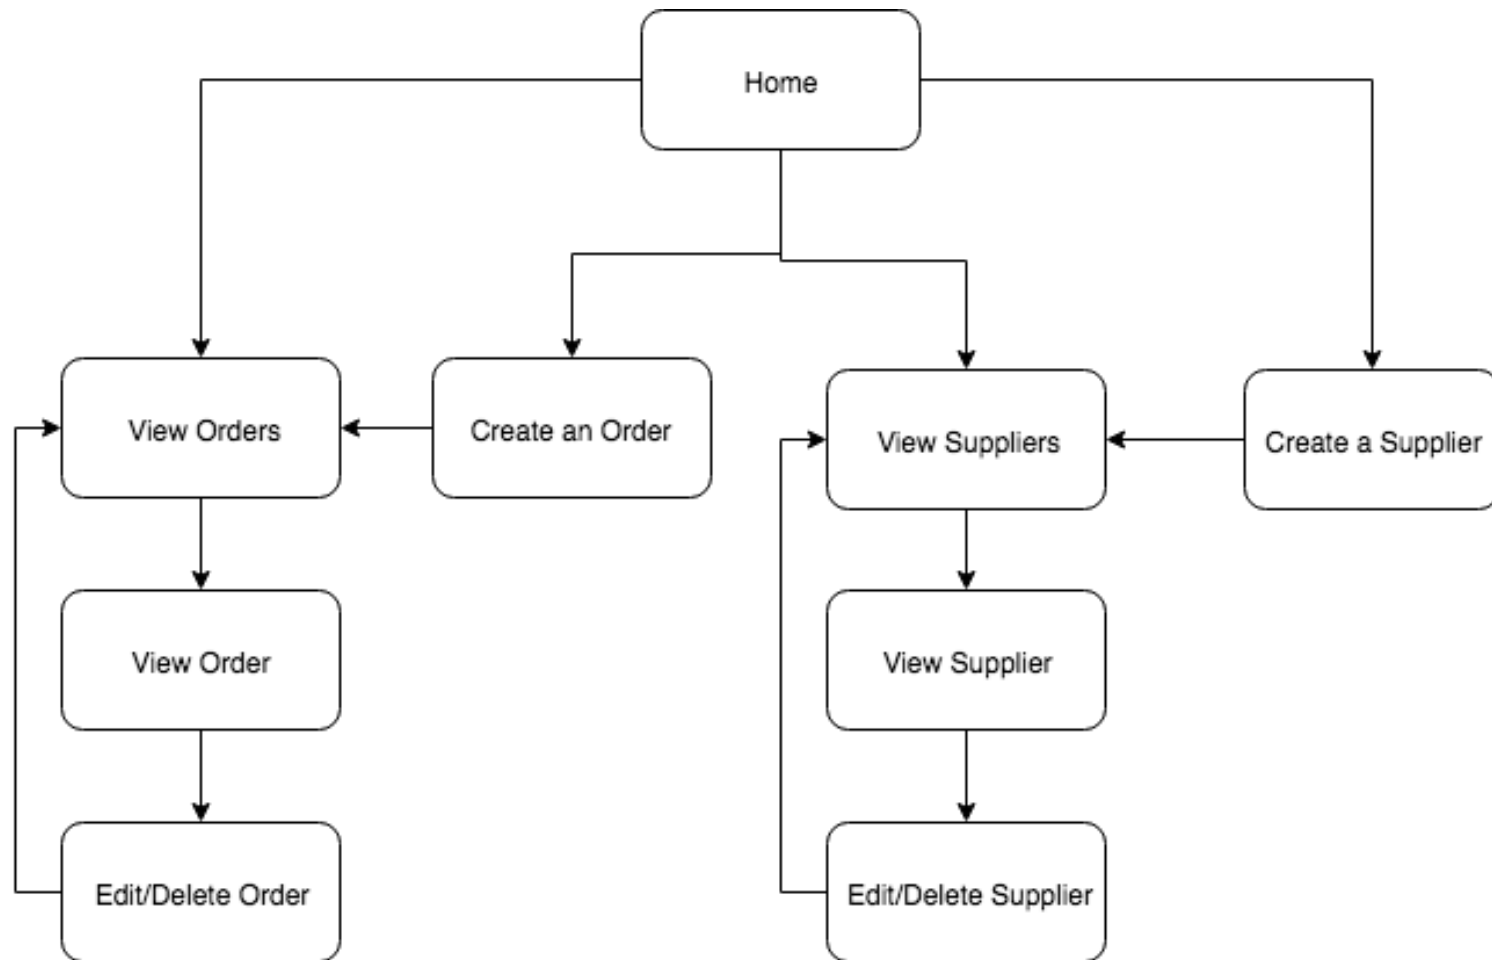 Home
View Orders
Create an Order
View Suppliers
Create a Supplier
View Order
View Supplier
Edit/Delete Order
Edit/Delete Supplier